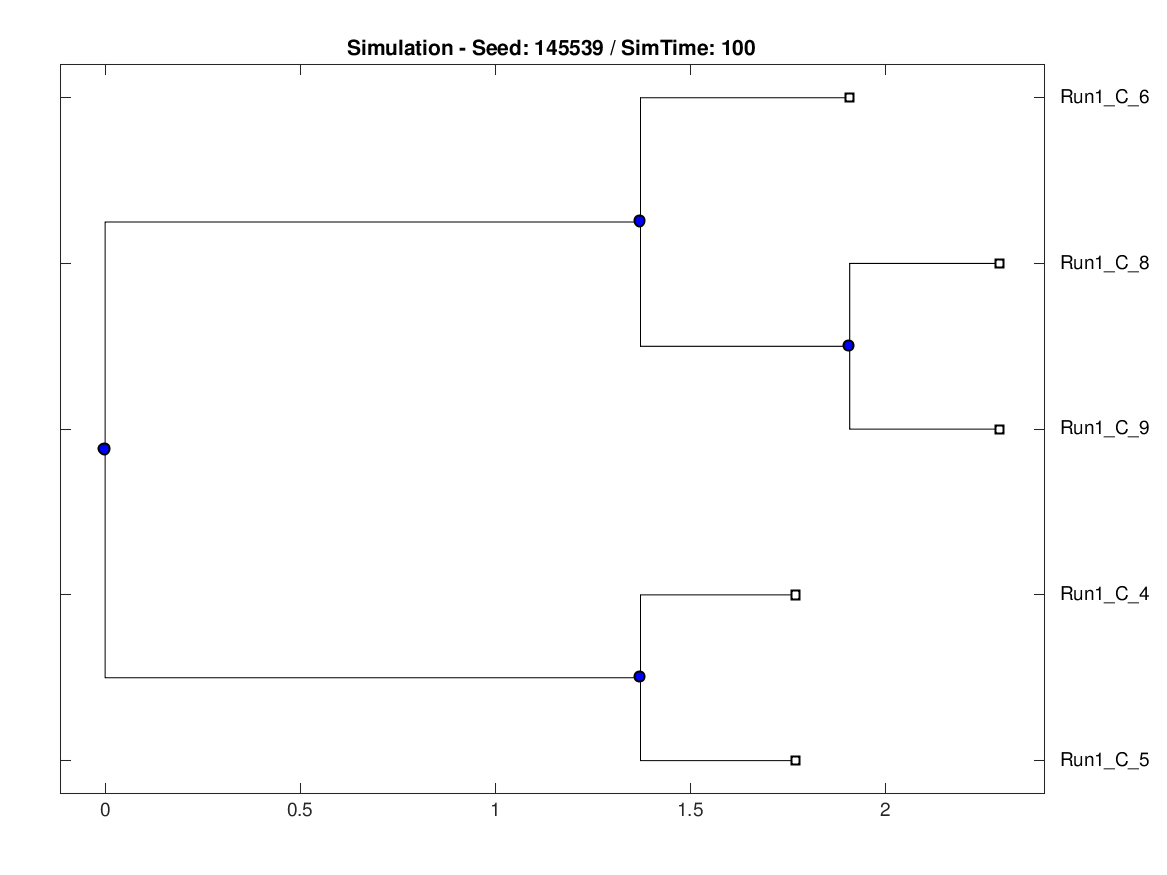 Simulation - Seed: 145539 / SimTime: 100
Run1_C_6
Run1_C_8
Run1_C_9
Run1_C_4
Run1_C_5
0 0.5 1 1.5 2